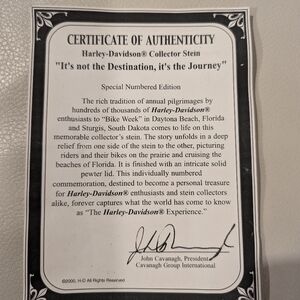 CERTIFICATE OF AUTHENTICITY
Harley-Davidson® Collector Stein
"It's not the Destination, it's the Journey"
Special Numbered Edition
The rich tradition of annual pilgrimages by
hundreds of thousands of Harley-Davidson®
enthusiasts to "Bike Week" in Daytona Beach, Florida
and Sturgis, South Dakota comes to life on this
memorable collector's stein. The story unfolds in a deep
relief from one side of the stein to the other, picturing
riders and their bikes on the prairie and cruising the
beaches of Florida. It is finished with an intricate solid
pewter lid. This individually numbered
commemoration, destined to become a personal treasure
for Harley-Davidson® enthusiasts and stein collectors
alike, forever captures what the world has come to know
as "The Harley-Davidson® Experience."
John Cavanagh, President
Cavanagh Group International
©2000, H-D All Rights Reserved